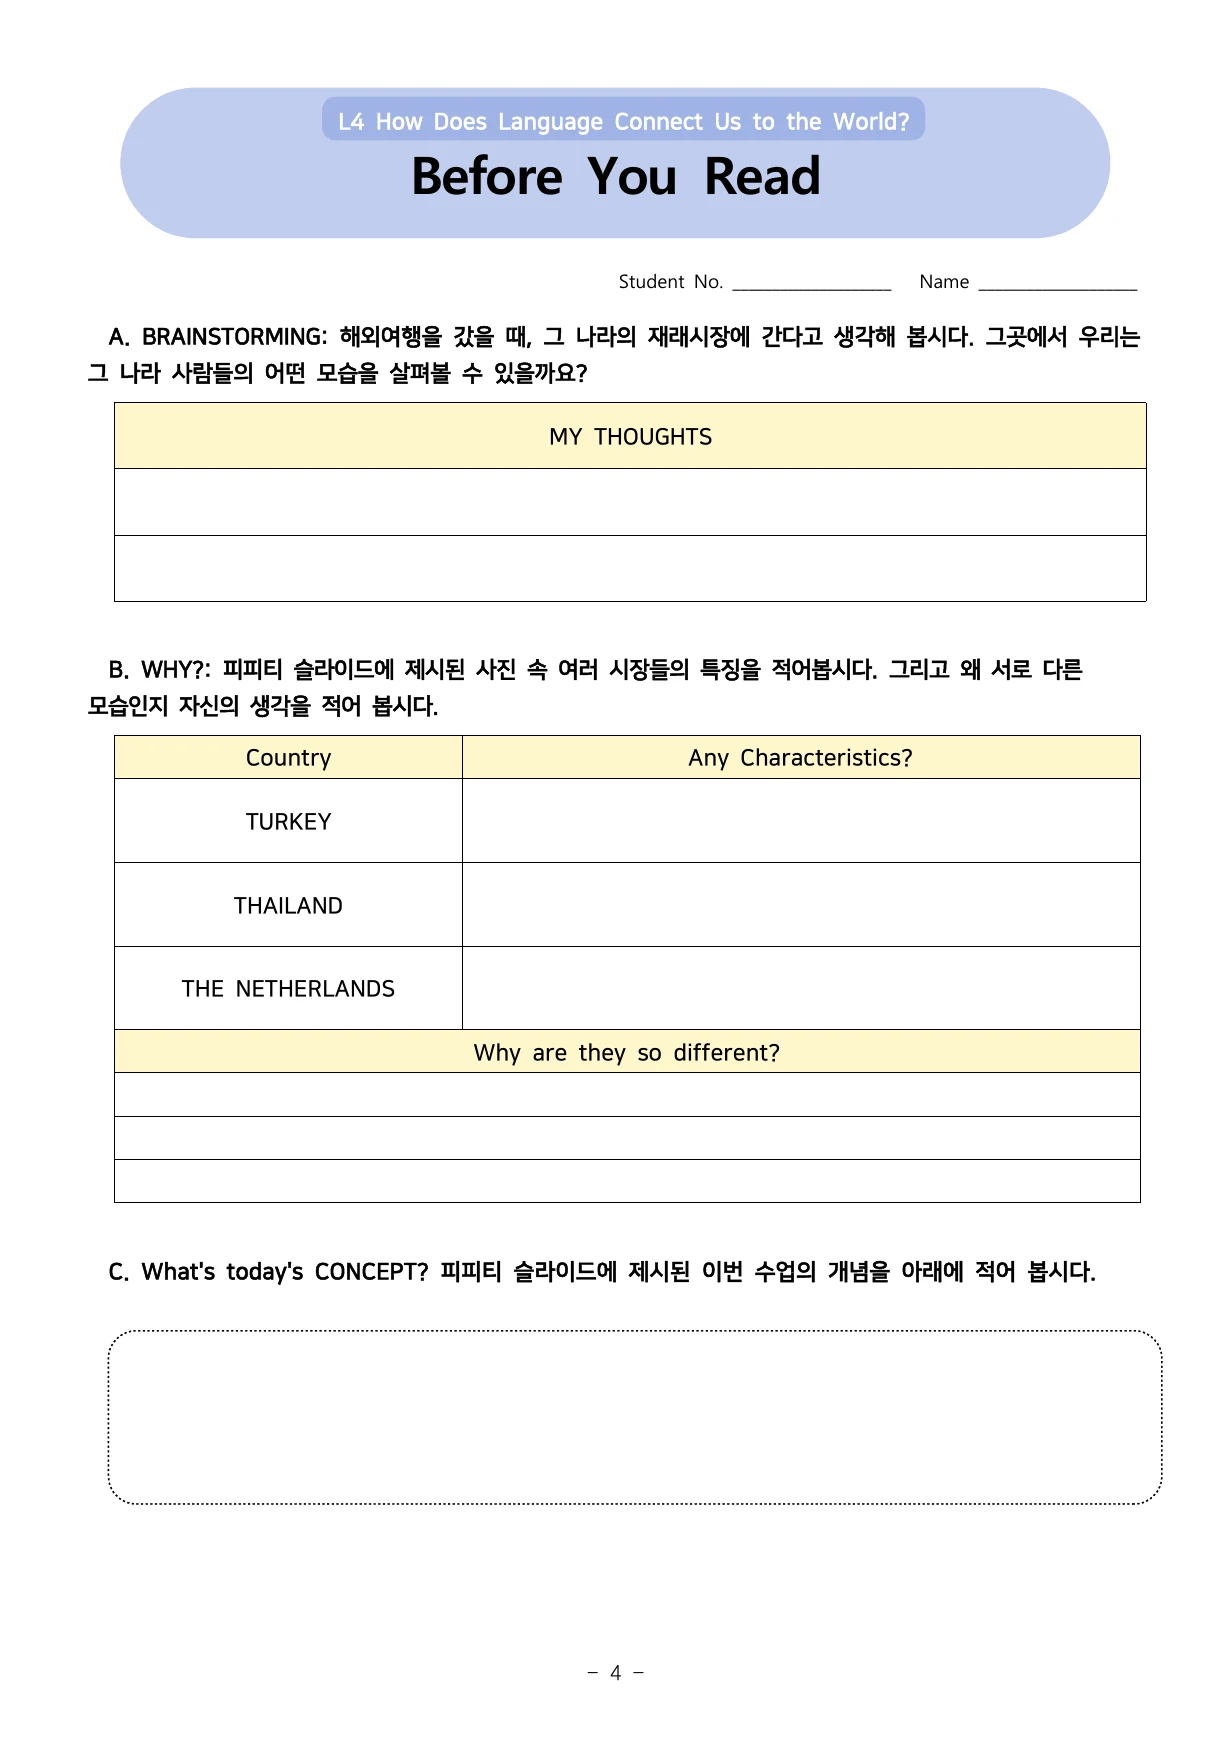 L4 How Does Language Connect Us to the World?
Before You Read
Student No. ________________ Name ________________
A. BRAINSTORMING: 해외여행을 갔을 때, 그 나라의 재래시장에 간다고 생각해 봅시다. 그곳에서 우리는
그 나라 사람들의 어떤 모습을 살펴볼 수 있을까요?
MY THOUGHTS
B. WHY?: 피피티 슬라이드에 제시된 사진 속 여러 시장들의 특징을 적어봅시다. 그리고 왜 서로 다른
모습인지 자신의 생각을 적어 봅시다.
Country Any Characteristics?
TURKEY
THAILAND
THE NETHERLANDS
Why are they so different?
C. What's today's CONCEPT? 피피티 슬라이드에 제시된 이번 수업의 개념을 아래에 적어 봅시다.
- 4 -